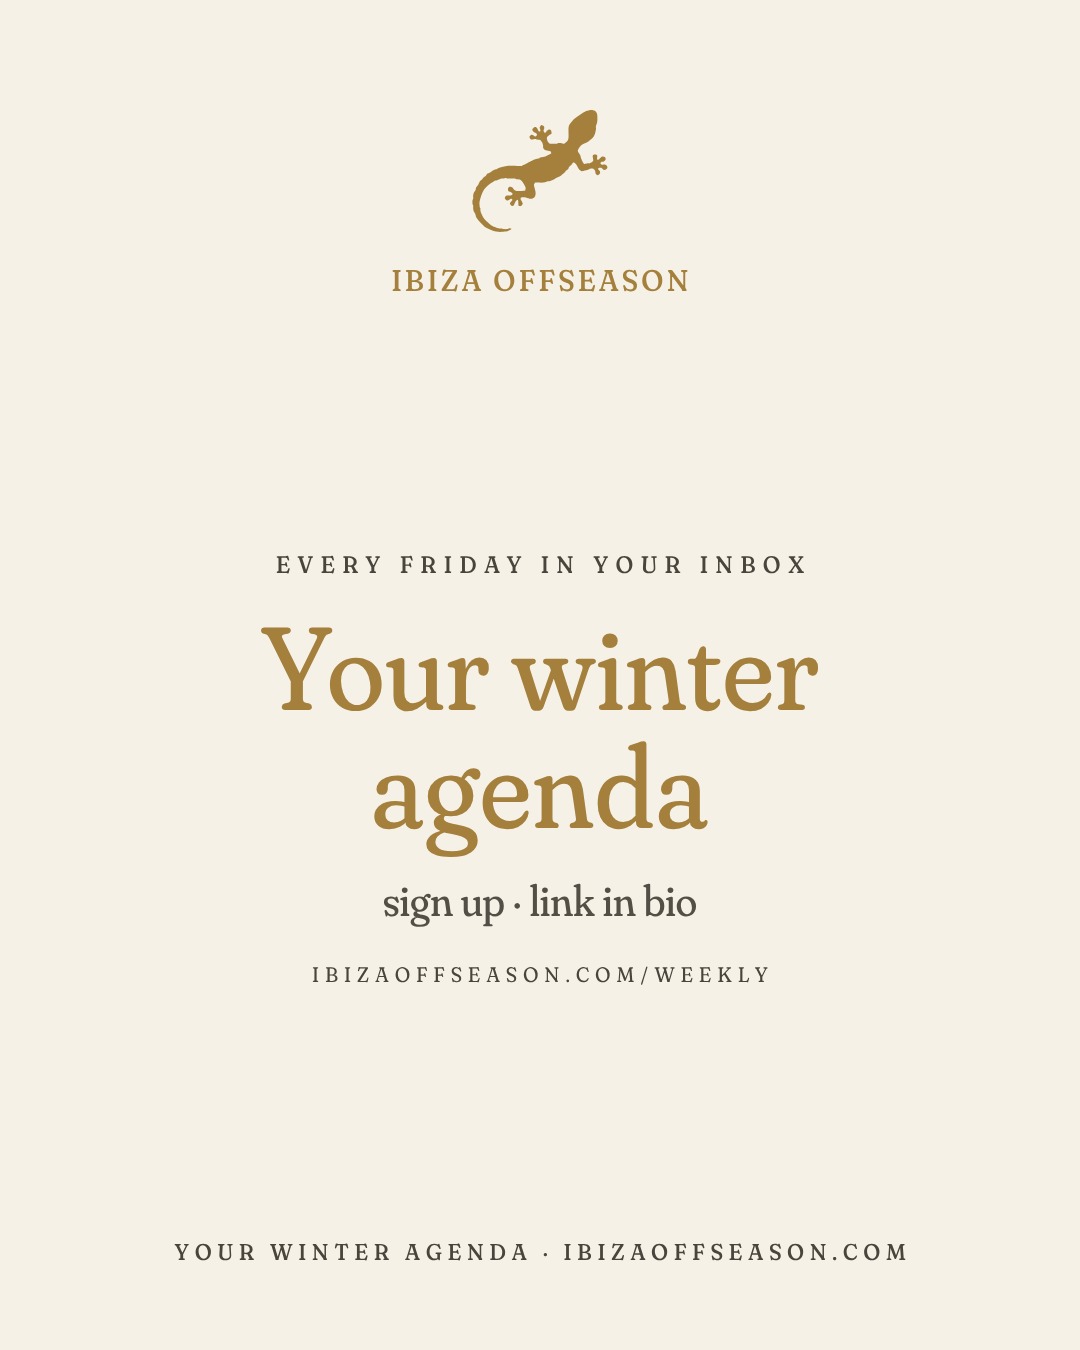 IBIZA OFFSEASON
EVERY FRIDAY IN YOUR INBOX
Your winter
agenda
sign up · link in bio
IBIZAOFFSEASON.COM/WEEKLY
YOUR WINTER AGENDA · IBIZAOFFSEASON.COM